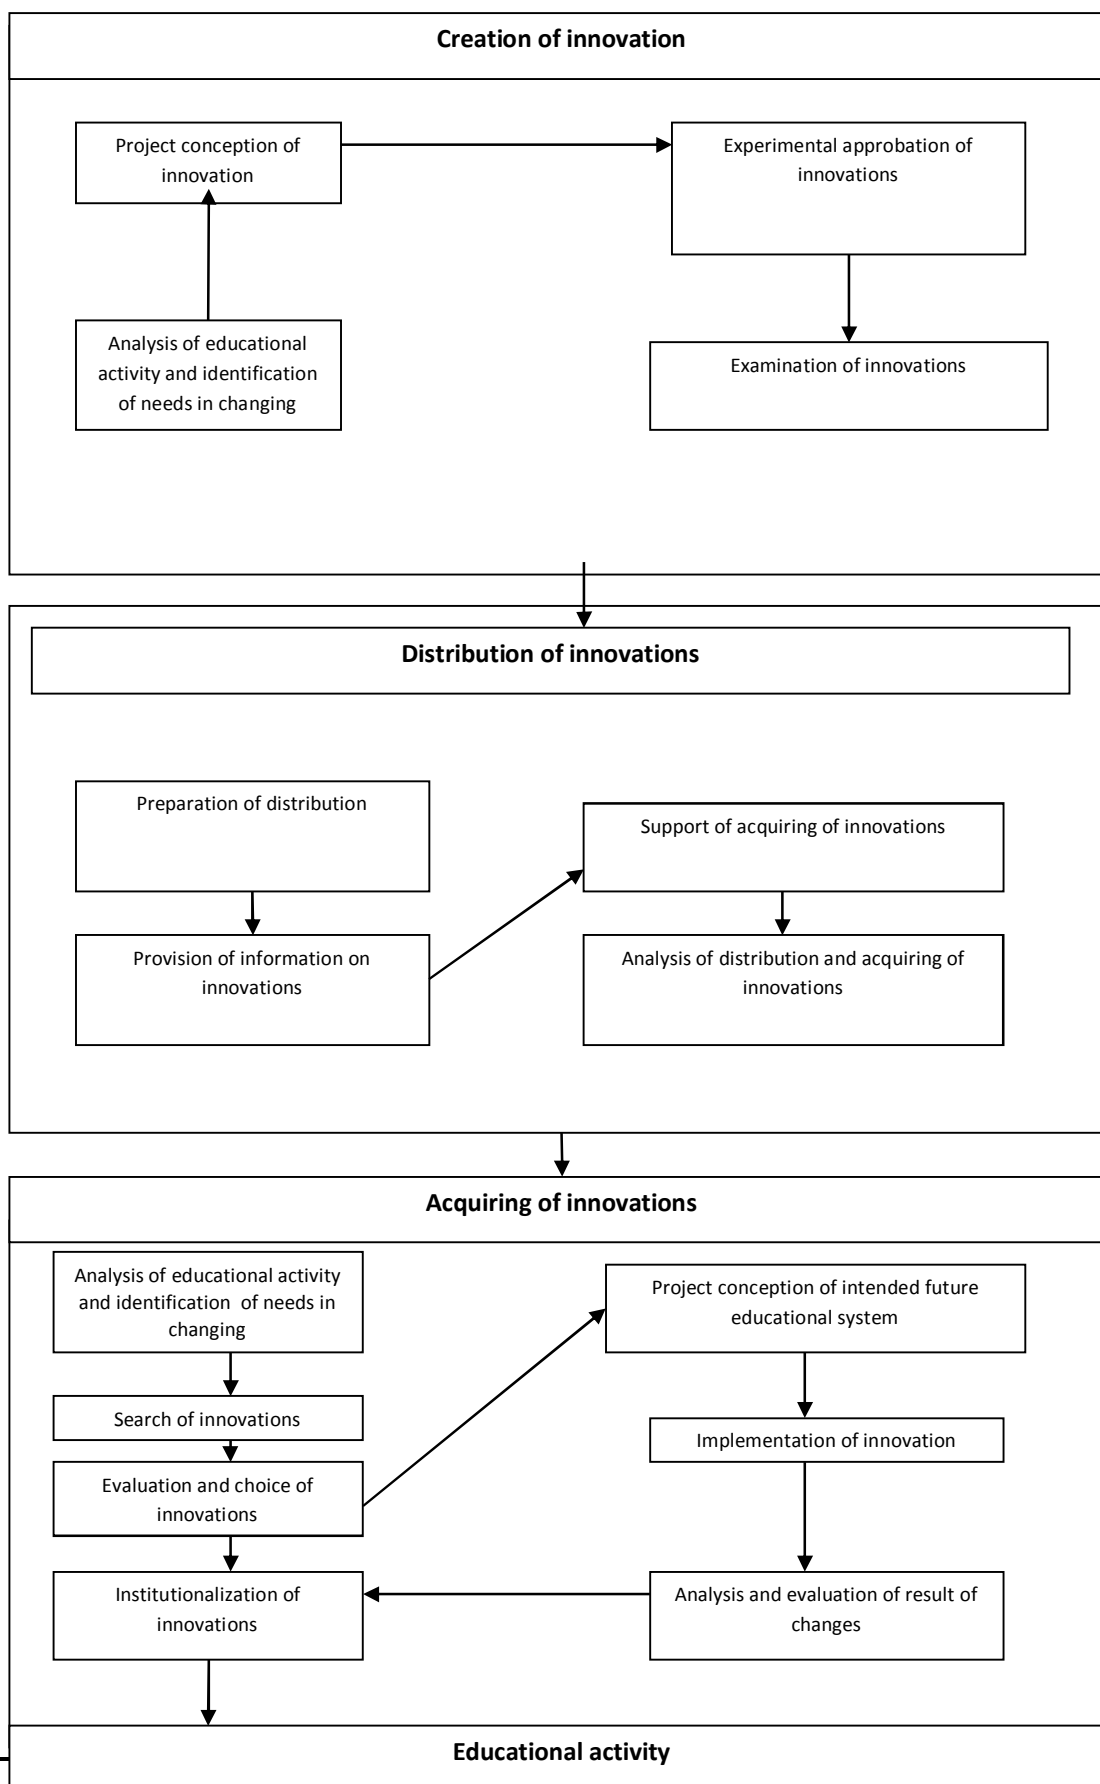 Creation of innovation
Project conception of
innovation
Experimental approbation of
innovations
Analysis of educational
activity and identification
of needs in changing
Examination of innovations
Distribution of innovations
Preparation of distribution
Support of acquiring of innovations
Provision of information on
innovations
Analysis of distribution and acquiring of
innovations
Acquiring of innovations
Analysis of educational activity
and identification of needs in
changing
Project conception of intended future
educational system
Search of innovations
Implementation of innovation
Evaluation and choice of
innovations
Institutionalization of
innovations
Analysis and evaluation of result of
changes
Educational activity